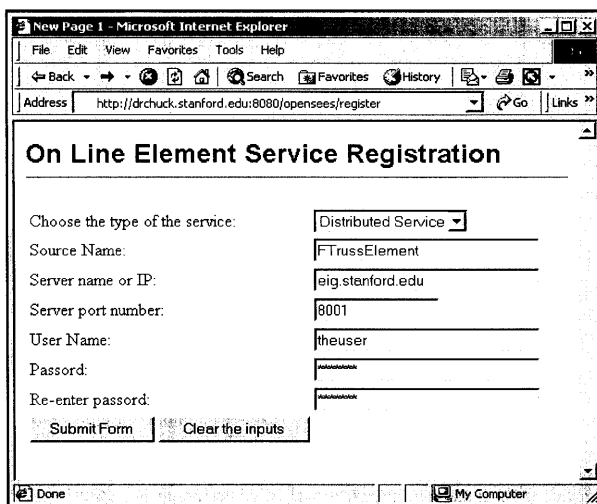 New Page 1 - Microsoft Internet Explorer
File Edit View Favorites Tools Help
Back Search Favorites History »
Address http://drchuck.stanford.edu:8080/opensees/register Go Links »
On Line Element Service Registration
Choose the type of the service: Distributed Service
Source Name: FTrussElement
Server name or IP: eig.stanford.edu
Server port number: 8001
User Name: theuser
Passord: ********
Re-enter passord: ********
Submit Form Clear the inputs
Done My Computer